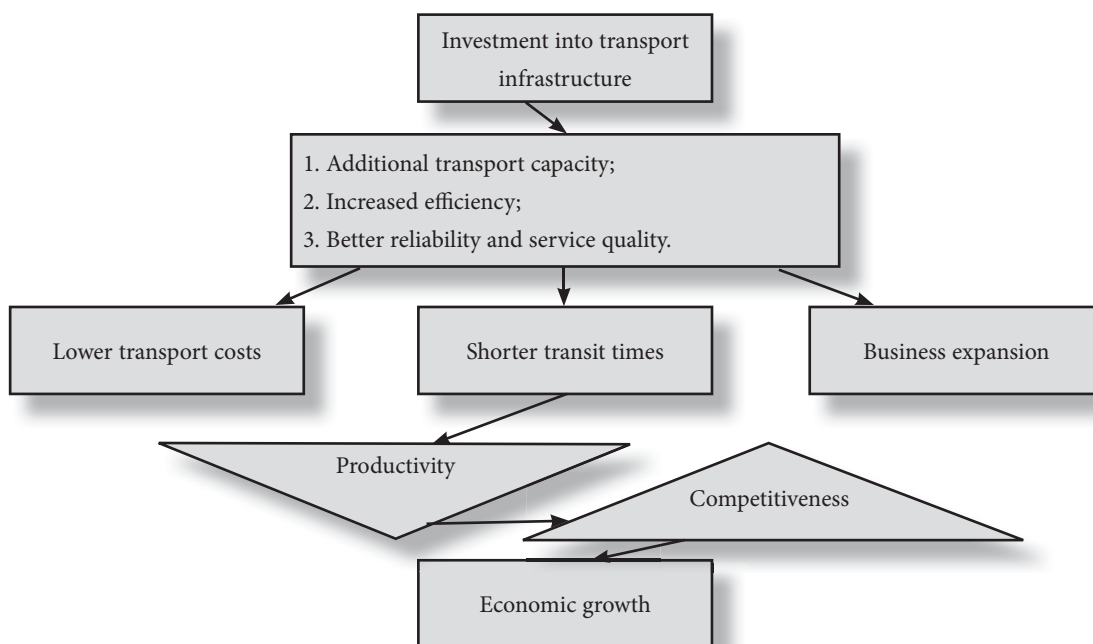 Investment into transport
infrastructure
1. Additional transport capacity;
2. Increased efficiency;
3. Better reliability and service quality.
Lower transport costs
Shorter transit times
Business expansion
Productivity
Competitiveness
Economic growth